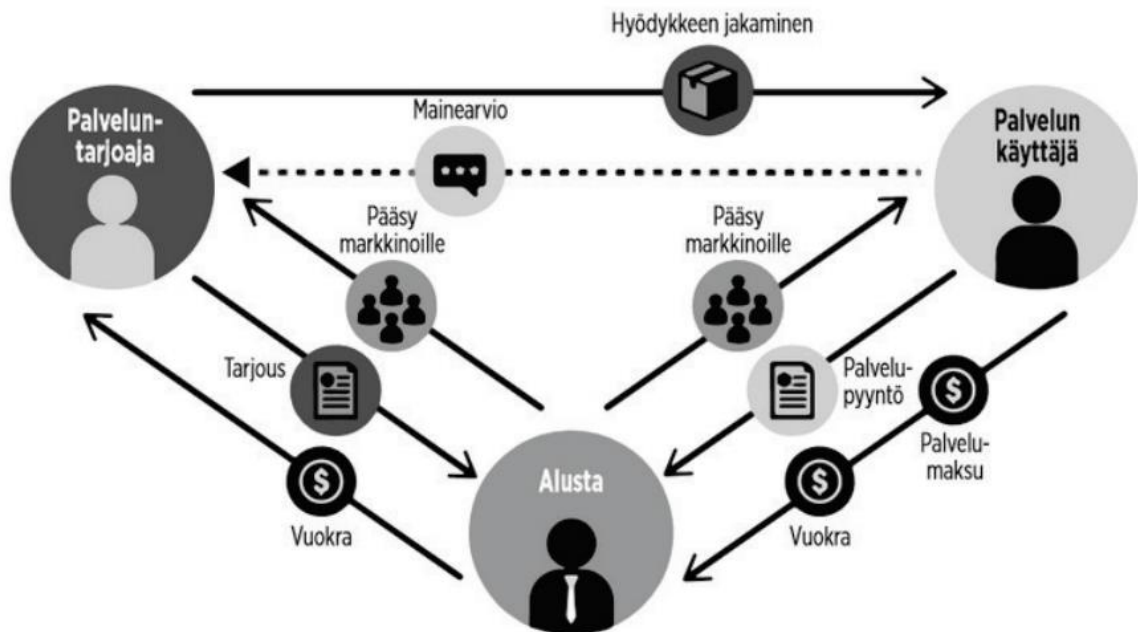 Hyödykkeen jakaminen
Mainearvio
Palvelun-
tarjoaja
Palvelun
käyttäjä
Pääsy
markkinoille
Pääsy
markkinoille
Tarjous
Palvelu-
pyyntö
Palvelu-
maksu
Alusta
Vuokra
Vuokra